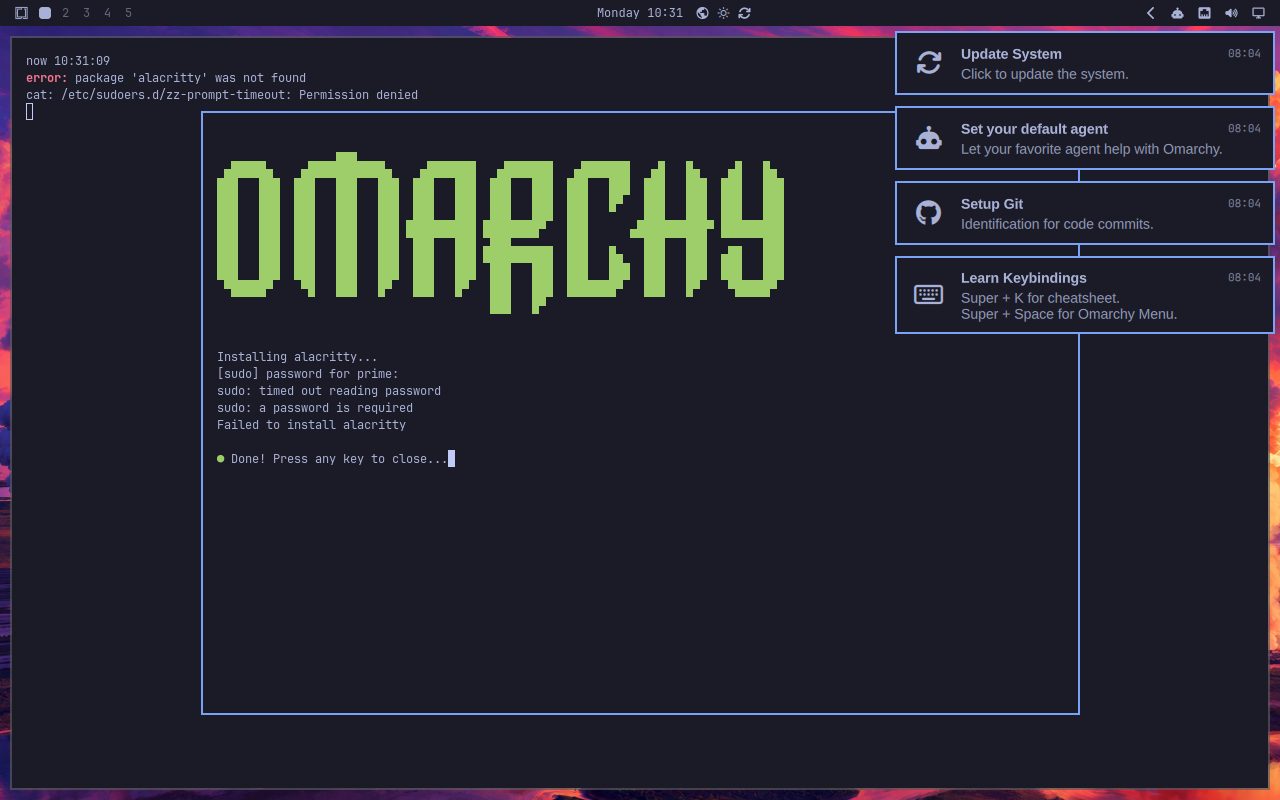 2 3 4 5
Monday 10:31
now 10:31:09
error: package 'alacritty' was not found
cat: /etc/sudoers.d/zz-prompt-timeout: Permission denied
OMARCHY
Installing alacritty...
[sudo] password for prime:
sudo: timed out reading password
sudo: a password is required
Failed to install alacritty
● Done! Press any key to close...
Update System 08:04
Click to update the system.
Set your default agent 08:04
Let your favorite agent help with Omarchy.
Setup Git 08:04
Identification for code commits.
Learn Keybindings 08:04
Super + K for cheatsheet.
Super + Space for Omarchy Menu.